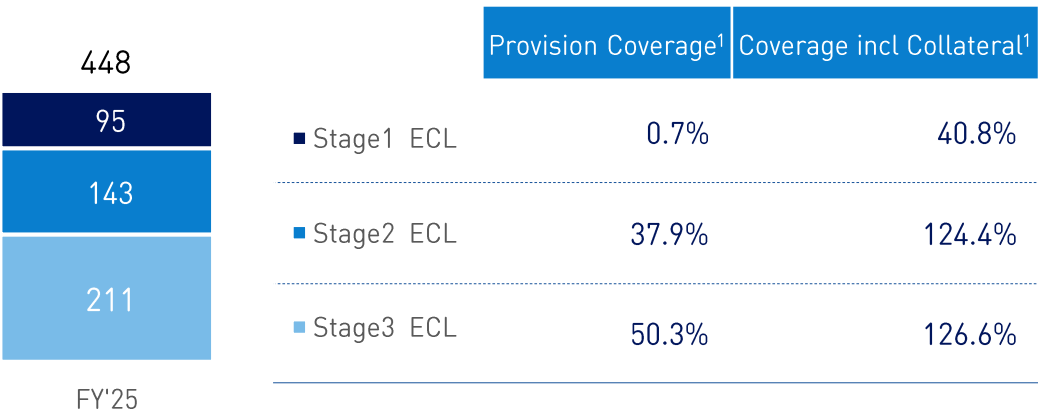 Provision Coverage1 Coverage incl Collateral1
448
95
143
211
FY'25
Stage1 ECL 0.7% 40.8%
Stage2 ECL 37.9% 124.4%
Stage3 ECL 50.3% 126.6%